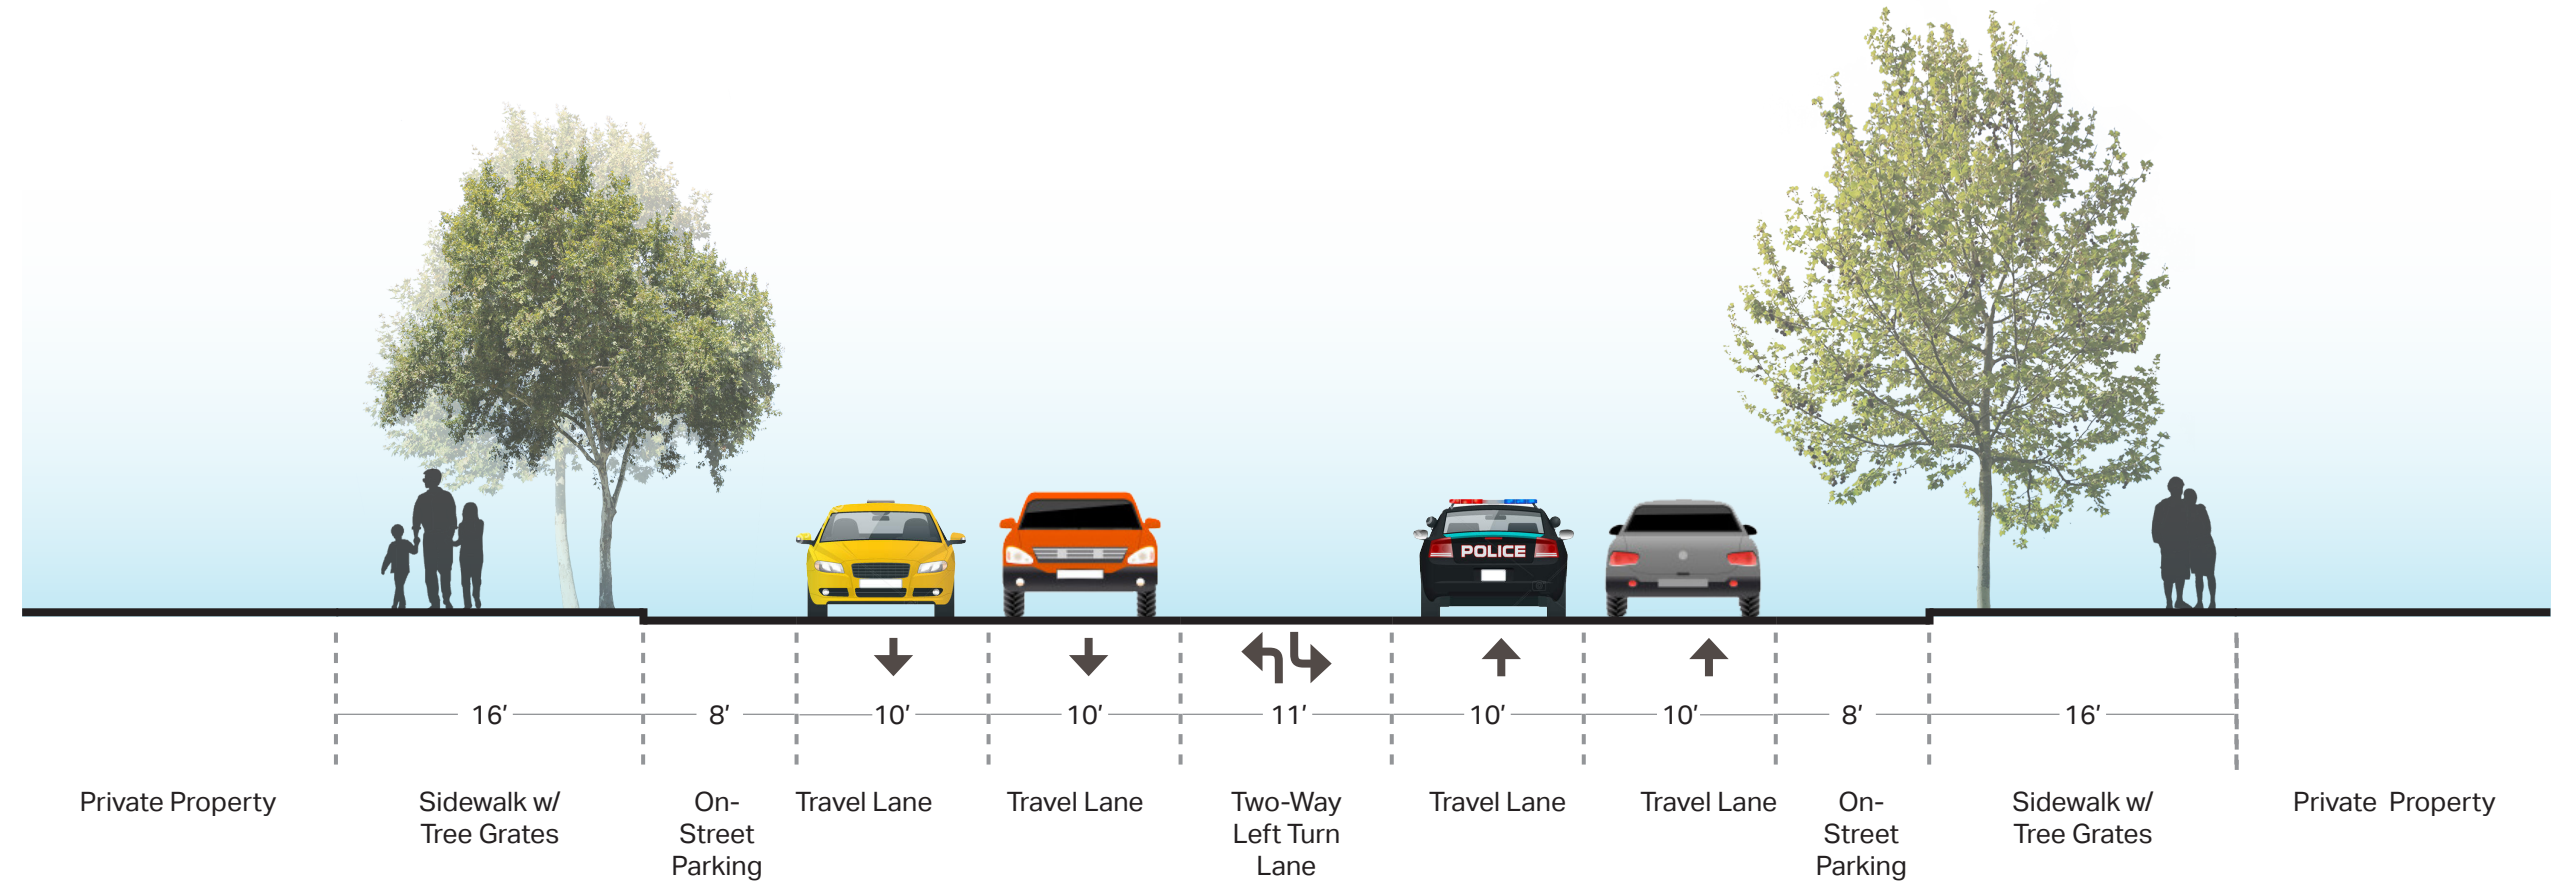 POLICE
16′
8′
10′
10′
11′
10′
10′
8′
16′
Private Property
Sidewalk w/
Tree Grates
On-
Street
Parking
Travel Lane
Travel Lane
Two-Way
Left Turn
Lane
Travel Lane
Travel Lane
On-
Street
Parking
Sidewalk w/
Tree Grates
Private Property